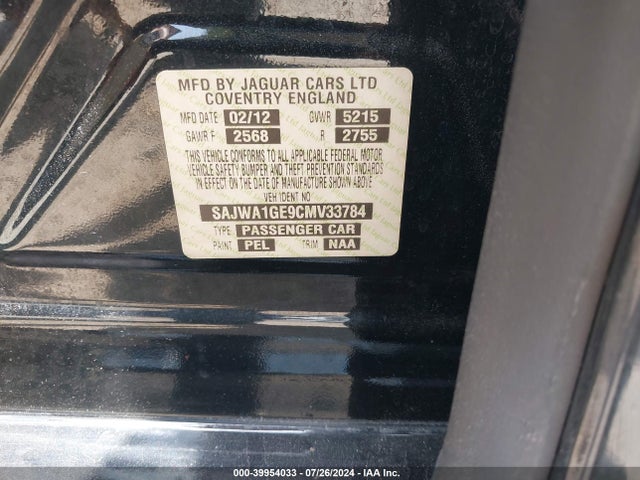 MFD BY JAGUAR CARS LTD
COVENTRY ENGLAND
MFD DATE 02/12 GVWR 5215
GAWR F 2568 R 2755
THIS VEHICLE CONFORMS TO ALL APPLICABLE FEDERAL MOTOR
VEHICLE SAFETY BUMPER AND THEFT PREVENTION STANDARDS
IN EFFECT ON THE DATE OF MANUFACTURE SHOWN ABOVE
VEH IDENT NO
SAJWA1GE9CMV33784
TYPE PASSENGER CAR
PAINT PEL TRIM NAA
000-39954033 - 07/26/2024 - IAA Inc.